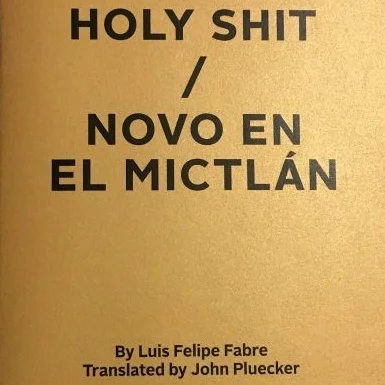 HOLY SHIT
/
NOVO EN
EL MICTLÁN
By Luis Felipe Fabre
Translated by John Pluecker